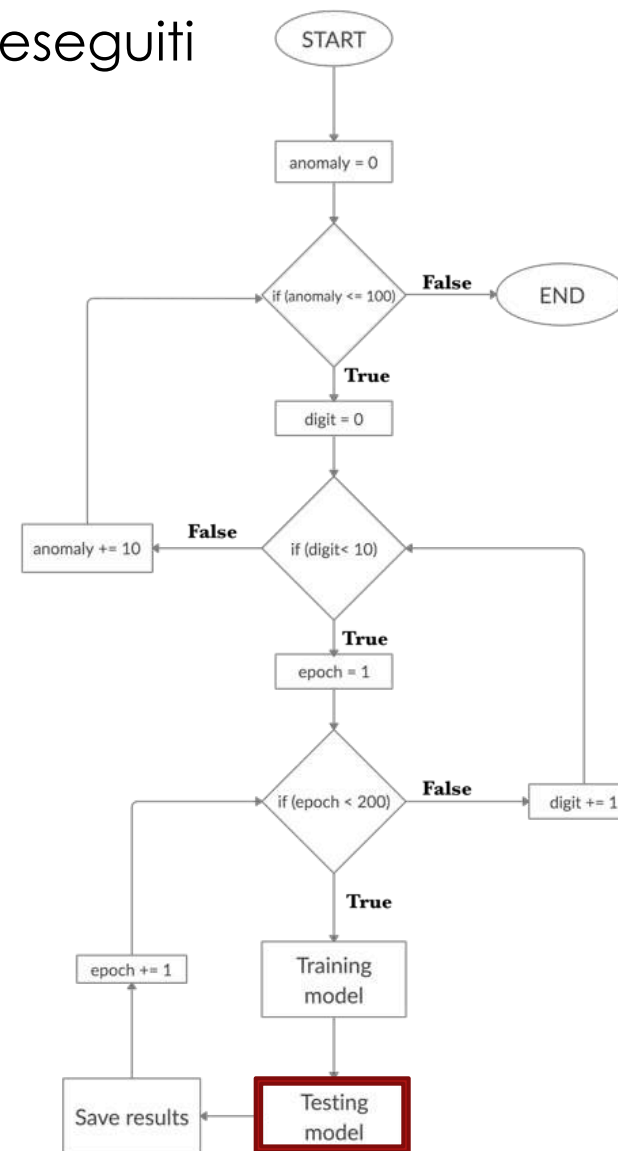 eseguiti
START
anomaly = 0
if (anomaly <= 100)
False
END
True
digit = 0
if (digit< 10)
False
anomaly += 10
True
epoch = 1
if (epoch < 200)
False
digit += 1
True
Training
model
epoch += 1
Testing
model
Save results